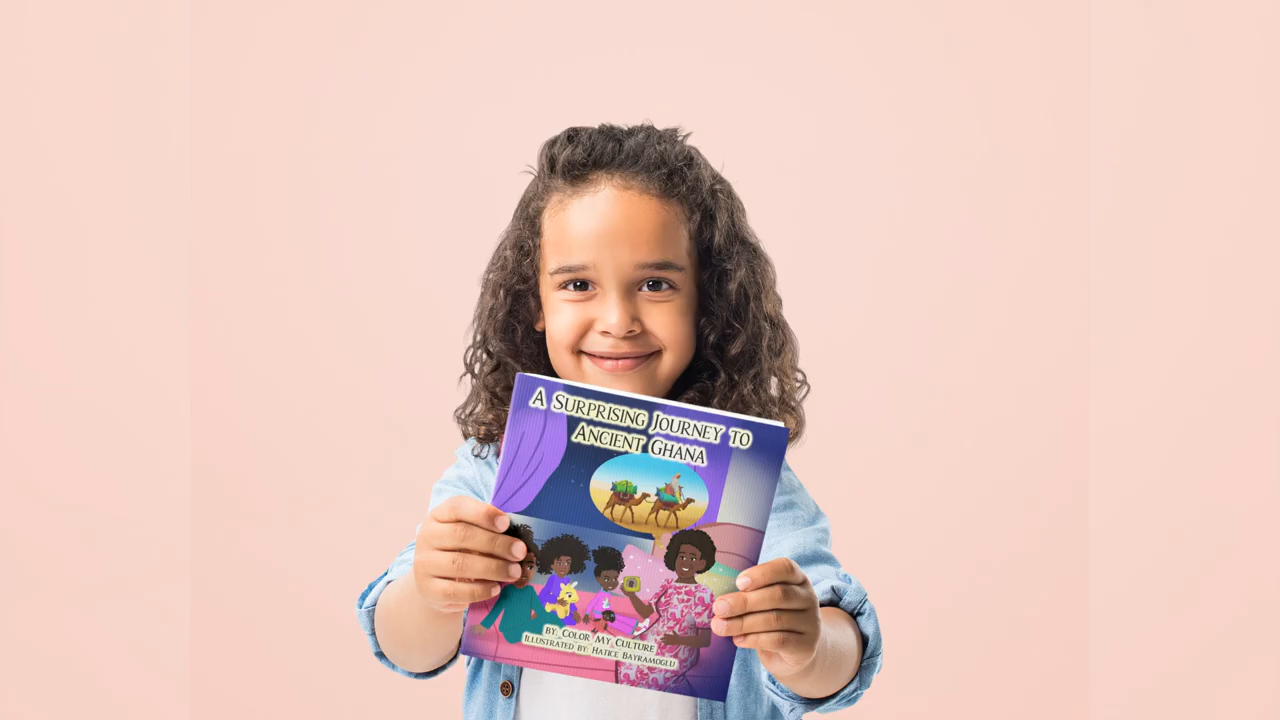 A Surprising Journey to
Ancient Ghana
by: Color My Culture
Illustrated by: Hatice Bayramoglu